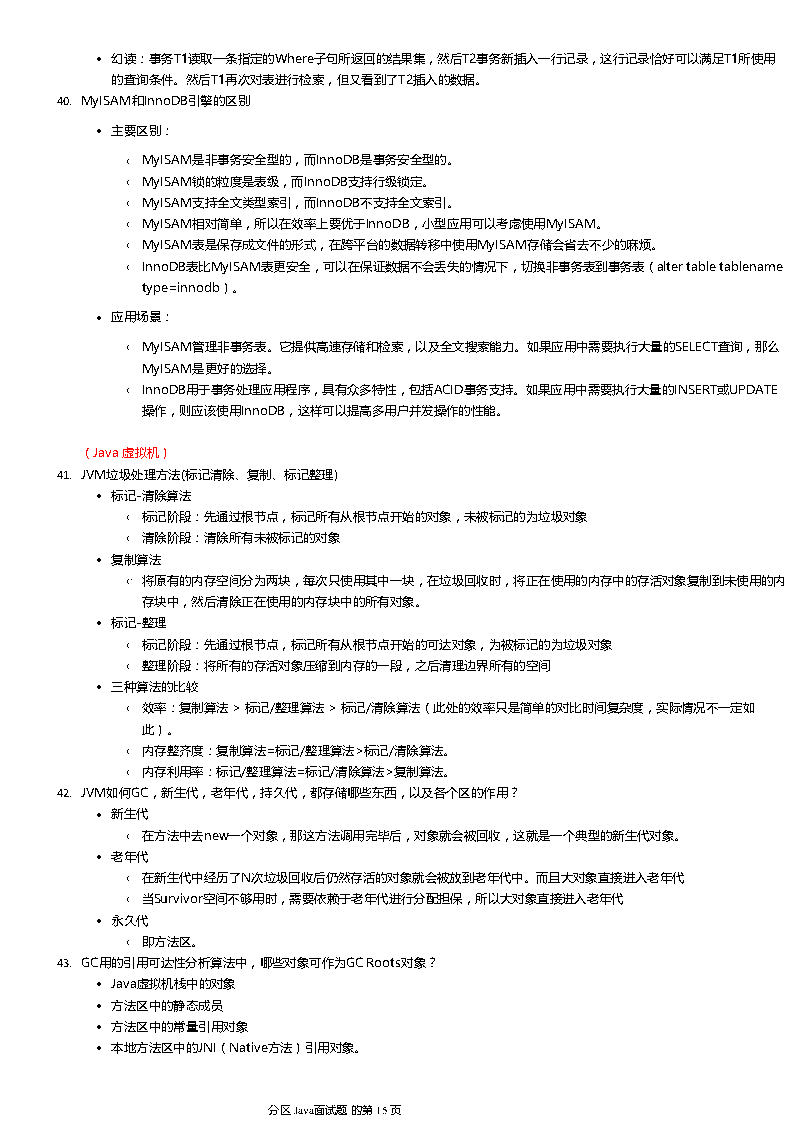 • 幻读：事务T1读取一条指定的Where子句所返回的结果集，然后T2事务新插入一行记录，这行记录恰好可以满足T1所使用
的查询条件。然后T1再次对表进行检索，但又看到了T2插入的数据。
40. MyISAM和InnoDB引擎的区别
• 主要区别：
‹ MyISAM是非事务安全型的，而InnoDB是事务安全型的。
‹ MyISAM锁的粒度是表级，而InnoDB支持行级锁定。
‹ MyISAM支持全文类型索引，而InnoDB不支持全文索引。
‹ MyISAM相对简单，所以在效率上要优于InnoDB，小型应用可以考虑使用MyISAM。
‹ MyISAM表是保存成文件的形式，在跨平台的数据转移中使用MyISAM存储会省去不少的麻烦。
‹ InnoDB表比MyISAM表更安全，可以在保证数据不会丢失的情况下，切换非事务表到事务表（alter table tablename
type=innodb）。
• 应用场景：
‹ MyISAM管理非事务表。它提供高速存储和检索，以及全文搜索能力。如果应用中需要执行大量的SELECT查询，那么
MyISAM是更好的选择。
‹ InnoDB用于事务处理应用程序，具有众多特性，包括ACID事务支持。如果应用中需要执行大量的INSERT或UPDATE
操作，则应该使用InnoDB，这样可以提高多用户并发操作的性能。
（Java 虚拟机）
41. JVM垃圾处理方法(标记清除、复制、标记整理)
• 标记-清除算法
‹ 标记阶段：先通过根节点，标记所有从根节点开始的对象，未被标记的为垃圾对象
‹ 清除阶段：清除所有未被标记的对象
• 复制算法
‹ 将原有的内存空间分为两块，每次只使用其中一块，在垃圾回收时，将正在使用的内存中的存活对象复制到未使用的内
存块中，然后清除正在使用的内存块中的所有对象。
• 标记-整理
‹ 标记阶段：先通过根节点，标记所有从根节点开始的可达对象，为被标记的为垃圾对象
‹ 整理阶段：将所有的存活对象压缩到内存的一段，之后清理边界所有的空间
• 三种算法的比较
‹ 效率：复制算法 > 标记/整理算法 > 标记/清除算法（此处的效率只是简单的对比时间复杂度，实际情况不一定如
此）。
‹ 内存整齐度：复制算法=标记/整理算法>标记/清除算法。
‹ 内存利用率：标记/整理算法=标记/清除算法>复制算法。
42. JVM如何GC，新生代，老年代，持久代，都存储哪些东西，以及各个区的作用？
• 新生代
‹ 在方法中去new一个对象，那这方法调用完毕后，对象就会被回收，这就是一个典型的新生代对象。
• 老年代
‹ 在新生代中经历了N次垃圾回收后仍然存活的对象就会被放到老年代中。而且大对象直接进入老年代
‹ 当Survivor空间不够用时，需要依赖于老年代进行分配担保，所以大对象直接进入老年代
• 永久代
‹ 即方法区。
43. GC用的引用可达性分析算法中，哪些对象可作为GC Roots对象？
• Java虚拟机栈中的对象
• 方法区中的静态成员
• 方法区中的常量引用对象
• 本地方法区中的JNI（Native方法）引用对象。
分区 Java面试题 的第 15 页